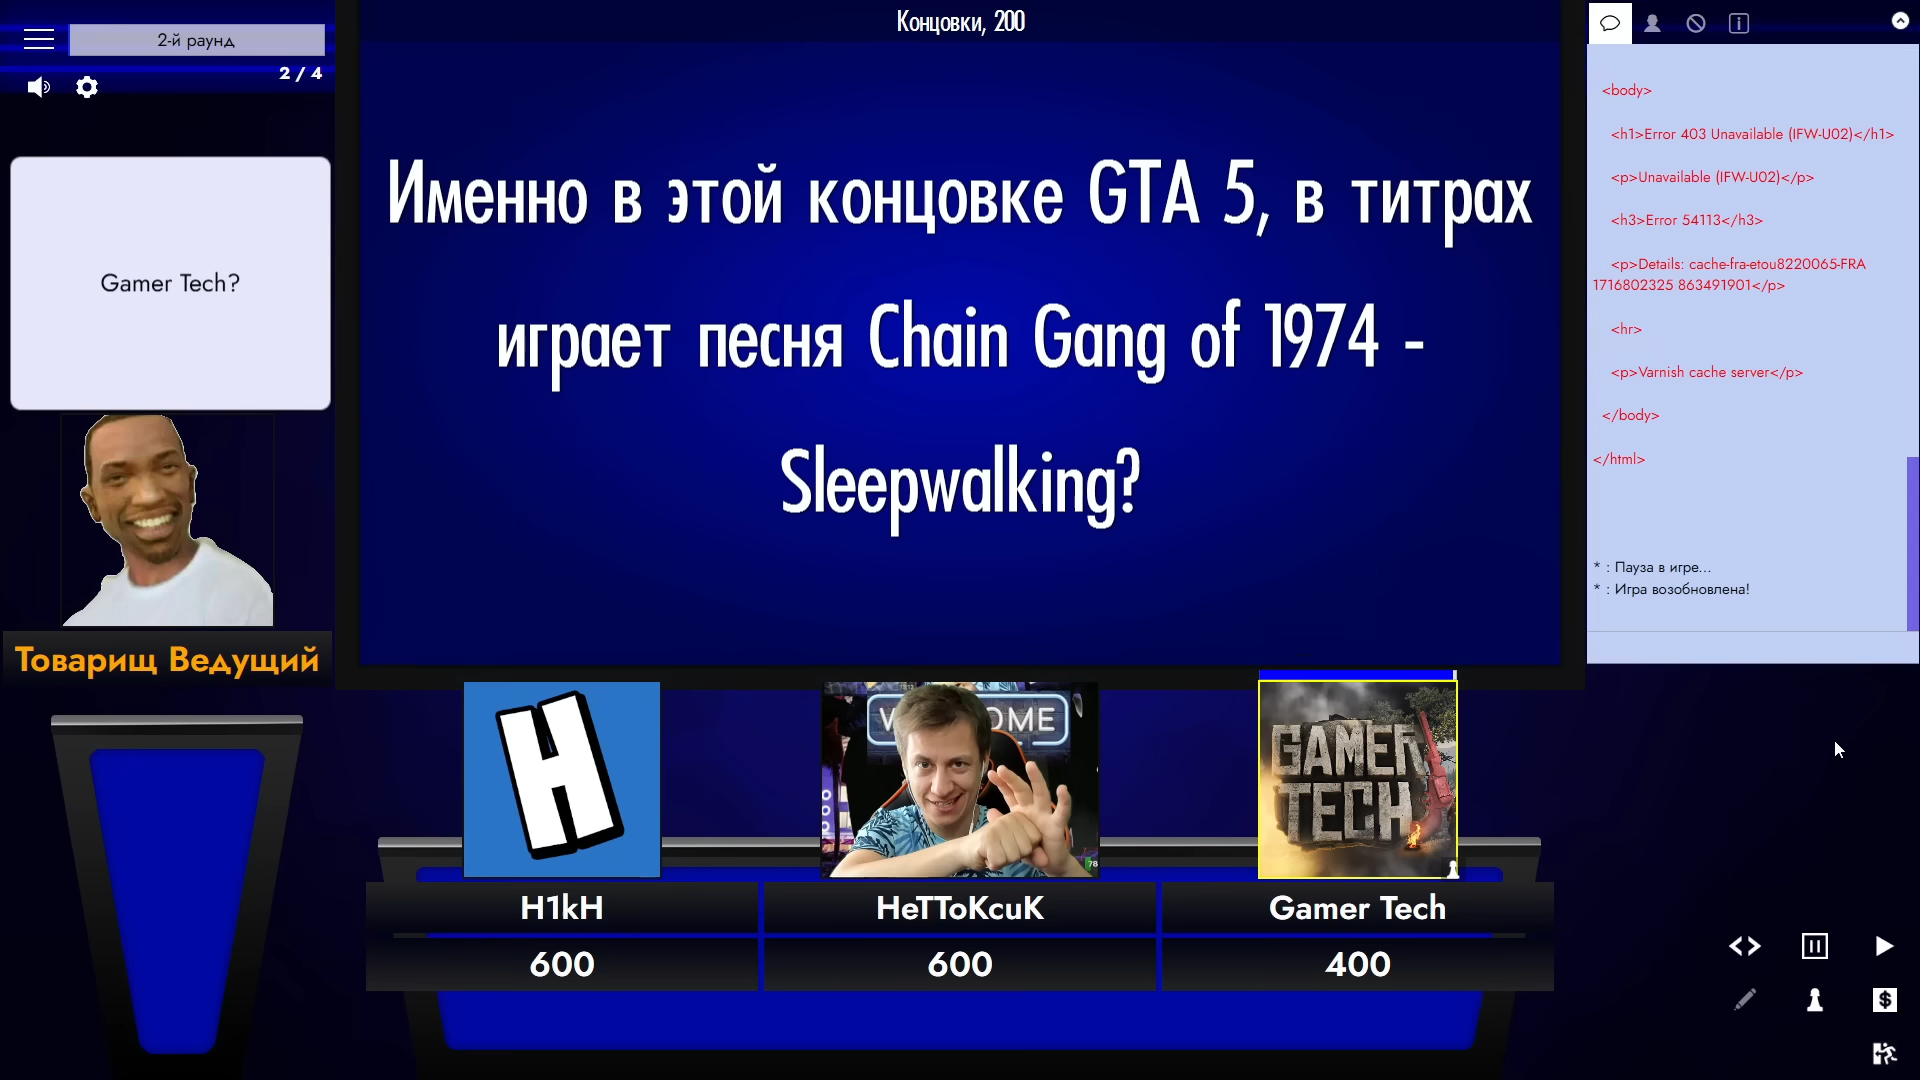 2-й раунд
2 / 4
Gamer Tech?
Товарищ Ведущий
Концовки, 200
Именно в этой концовке GTA 5, в титрах
играет песня Chain Gang of 1974 -
Sleepwalking?
<body>
<h1>Error 403 Unavailable (IFW-U02)</h1>
<p>Unavailable (IFW-U02)</p>
<h3>Error 54113</h3>
<p>Details: cache-fra-etou8220065-FRA
1716802325 863491901</p>
<hr>
<p>Varnish cache server</p>
</body>
</html>
* : Пауза в игре...
* : Игра возобновлена!
H
GAMER
TECH
78
H1kH
HeTToKcuK
Gamer Tech
600
600
400